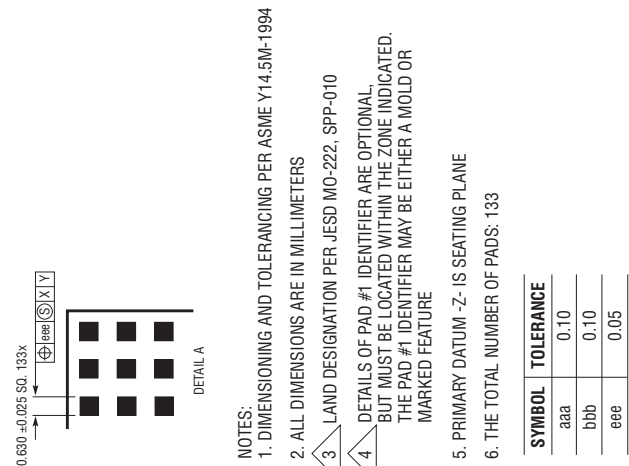 0.630 ±0.025 SQ. 133x
⌖ eee Ⓢ X Y
DETAIL A
NOTES:
1. DIMENSIONING AND TOLERANCING PER ASME Y14.5M-1994
2. ALL DIMENSIONS ARE IN MILLIMETERS
3 LAND DESIGNATION PER JESD MO-222, SPP-010
4 DETAILS OF PAD #1 IDENTIFIER ARE OPTIONAL,
BUT MUST BE LOCATED WITHIN THE ZONE INDICATED.
THE PAD #1 IDENTIFIER MAY BE EITHER A MOLD OR
MARKED FEATURE
5. PRIMARY DATUM -Z- IS SEATING PLANE
6. THE TOTAL NUMBER OF PADS: 133
SYMBOL TOLERANCE
aaa 0.10
bbb 0.10
eee 0.05